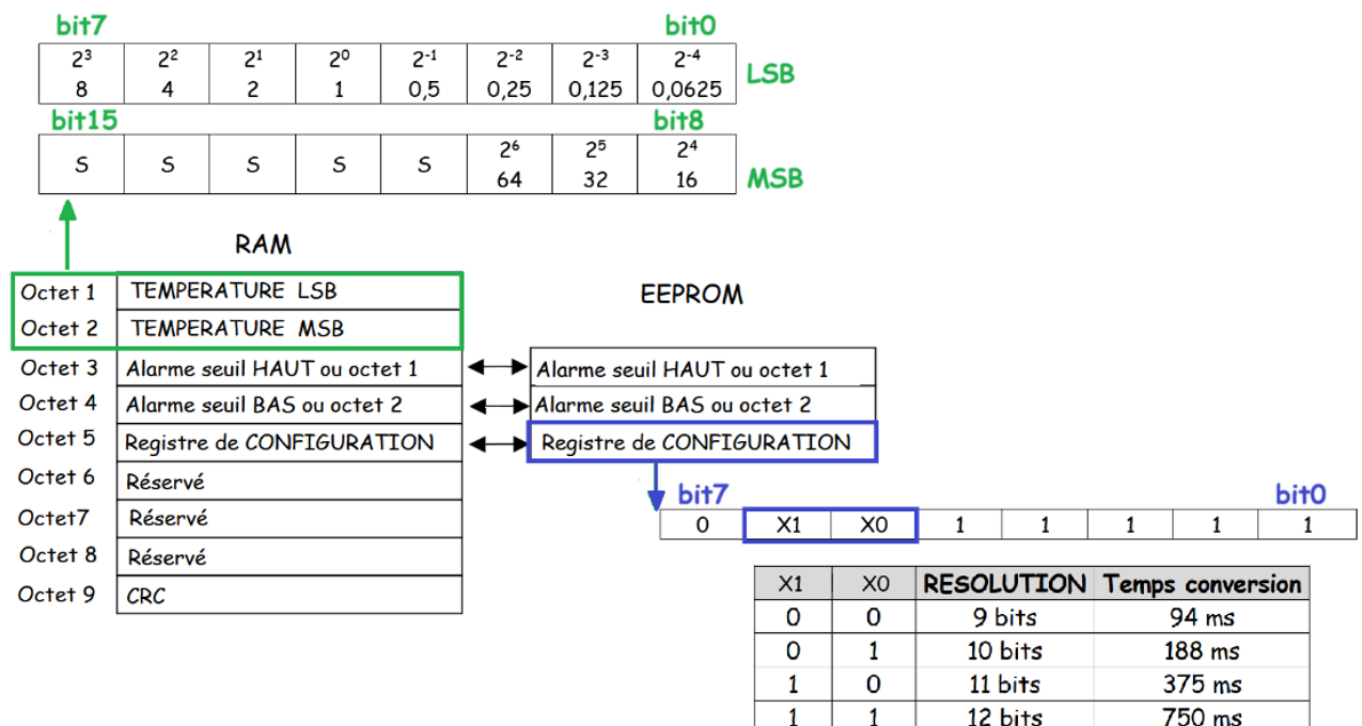 bit7 bit0
2³ 2² 2¹ 2⁰ 2⁻¹ 2⁻² 2⁻³ 2⁻⁴
8 4 2 1 0,5 0,25 0,125 0,0625
LSB
bit15 bit8
S S S S S 2⁶ 2⁵ 2⁴
64 32 16
MSB
RAM
Octet 1 TEMPERATURE LSB
Octet 2 TEMPERATURE MSB
Octet 3 Alarme seuil HAUT ou octet 1
Octet 4 Alarme seuil BAS ou octet 2
Octet 5 Registre de CONFIGURATION
Octet 6 Réservé
Octet7 Réservé
Octet 8 Réservé
Octet 9 CRC
EEPROM
Alarme seuil HAUT ou octet 1
Alarme seuil BAS ou octet 2
Registre de CONFIGURATION
bit7 bit0
0 X1 X0 1 1 1 1 1
X1 X0 RESOLUTION Temps conversion
0 0 9 bits 94 ms
0 1 10 bits 188 ms
1 0 11 bits 375 ms
1 1 12 bits 750 ms